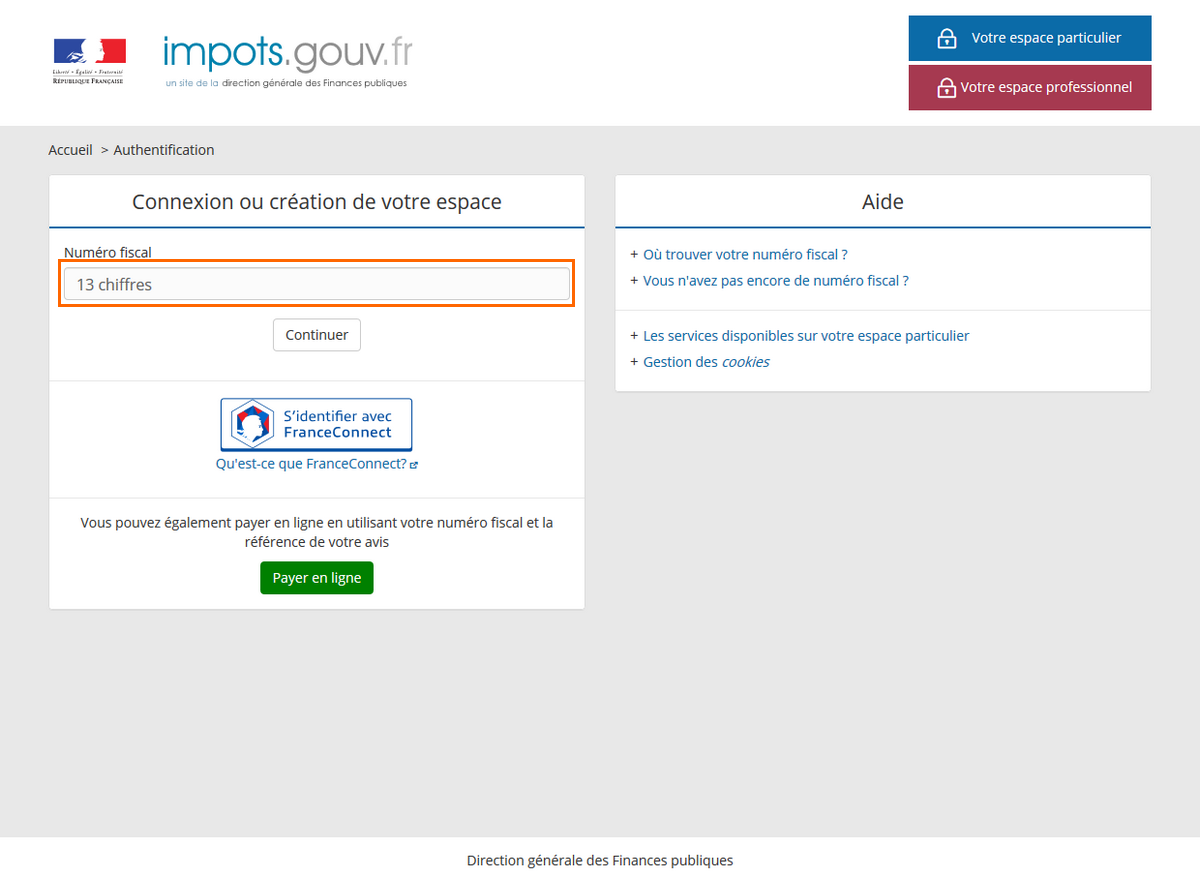 Liberté • Égalité • Fraternité
RÉPUBLIQUE FRANÇAISE
impots.gouv.fr
un site de la direction générale des Finances publiques
Votre espace particulier
Votre espace professionnel
Accueil > Authentification
Connexion ou création de votre espace
Numéro fiscal
13 chiffres
Continuer
S'identifier avec
FranceConnect
Qu'est-ce que FranceConnect?
Vous pouvez également payer en ligne en utilisant votre numéro fiscal et la
référence de votre avis
Payer en ligne
Aide
+ Où trouver votre numéro fiscal ?
+ Vous n'avez pas encore de numéro fiscal ?
+ Les services disponibles sur votre espace particulier
+ Gestion des cookies
Direction générale des Finances publiques